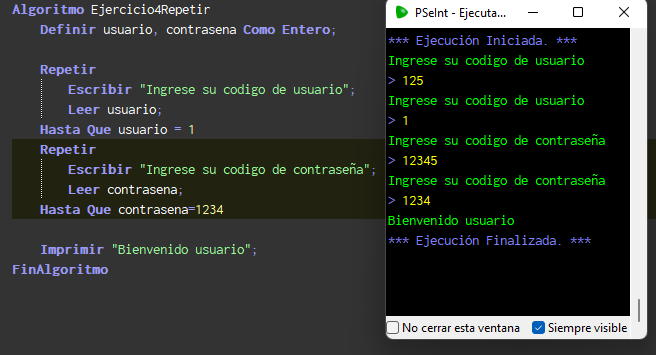 Algoritmo Ejercicio4Repetir
Definir usuario, contrasena Como Entero;
Repetir
Escribir "Ingrese su codigo de usuario";
Leer usuario;
Hasta Que usuario = 1
Repetir
Escribir "Ingrese su codigo de contraseña";
Leer contrasena;
Hasta Que contrasena=1234
Imprimir "Bienvenido usuario";
FinAlgoritmo
PSeInt - Ejecuta...
*** Ejecución Iniciada. ***
Ingrese su codigo de usuario
> 125
Ingrese su codigo de usuario
> 1
Ingrese su codigo de contraseña
> 12345
Ingrese su codigo de contraseña
> 1234
Bienvenido usuario
*** Ejecución Finalizada. ***
No cerrar esta ventana Siempre visible